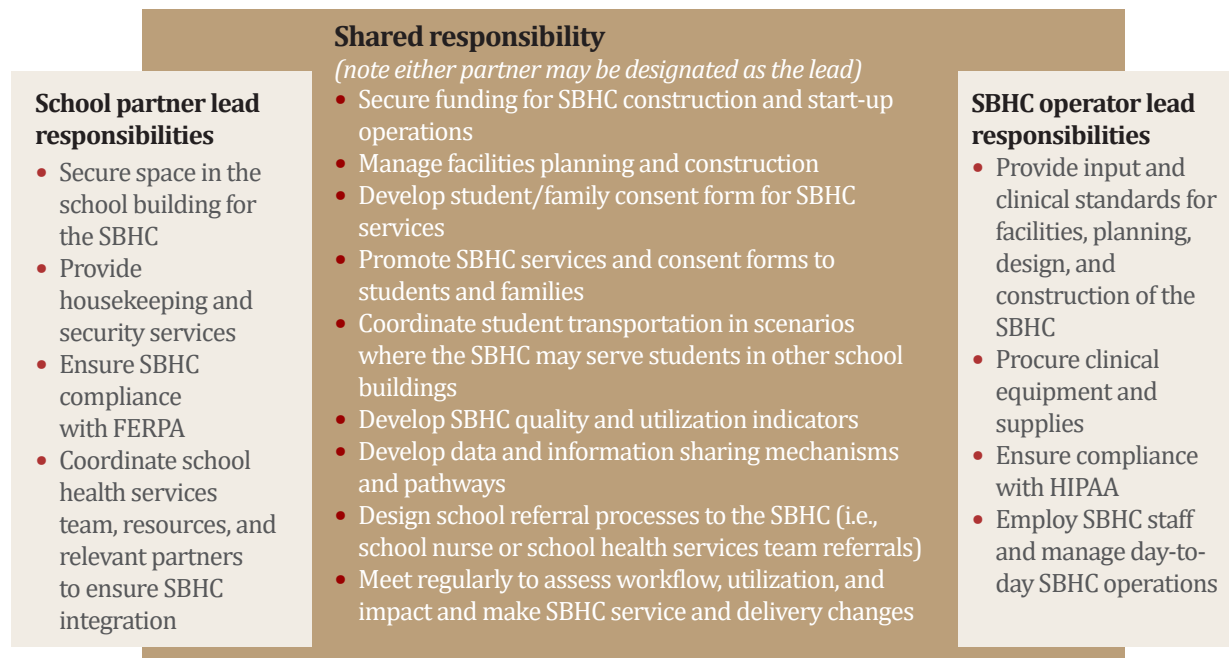 Shared responsibility
(note either partner may be designated as the lead)
• Secure funding for SBHC construction and start-up
operations
• Manage facilities planning and construction
• Develop student/family consent form for SBHC
services
• Promote SBHC services and consent forms to
students and families
• Coordinate student transportation in scenarios
where the SBHC may serve students in other school
buildings
• Develop SBHC quality and utilization indicators
• Develop data and information sharing mechanisms
and pathways
• Design school referral processes to the SBHC (i.e.,
school nurse or school health services team referrals)
• Meet regularly to assess workflow, utilization, and
impact and make SBHC service and delivery changes
School partner lead
responsibilities
• Secure space in the
school building for
the SBHC
• Provide
housekeeping and
security services
• Ensure SBHC
compliance
with FERPA
• Coordinate school
health services
team, resources, and
relevant partners
to ensure SBHC
integration
SBHC operator lead
responsibilities
• Provide input and
clinical standards for
facilities, planning,
design, and
construction of the
SBHC
• Procure clinical
equipment and
supplies
• Ensure compliance
with HIPAA
• Employ SBHC staff
and manage day-to-
day SBHC operations